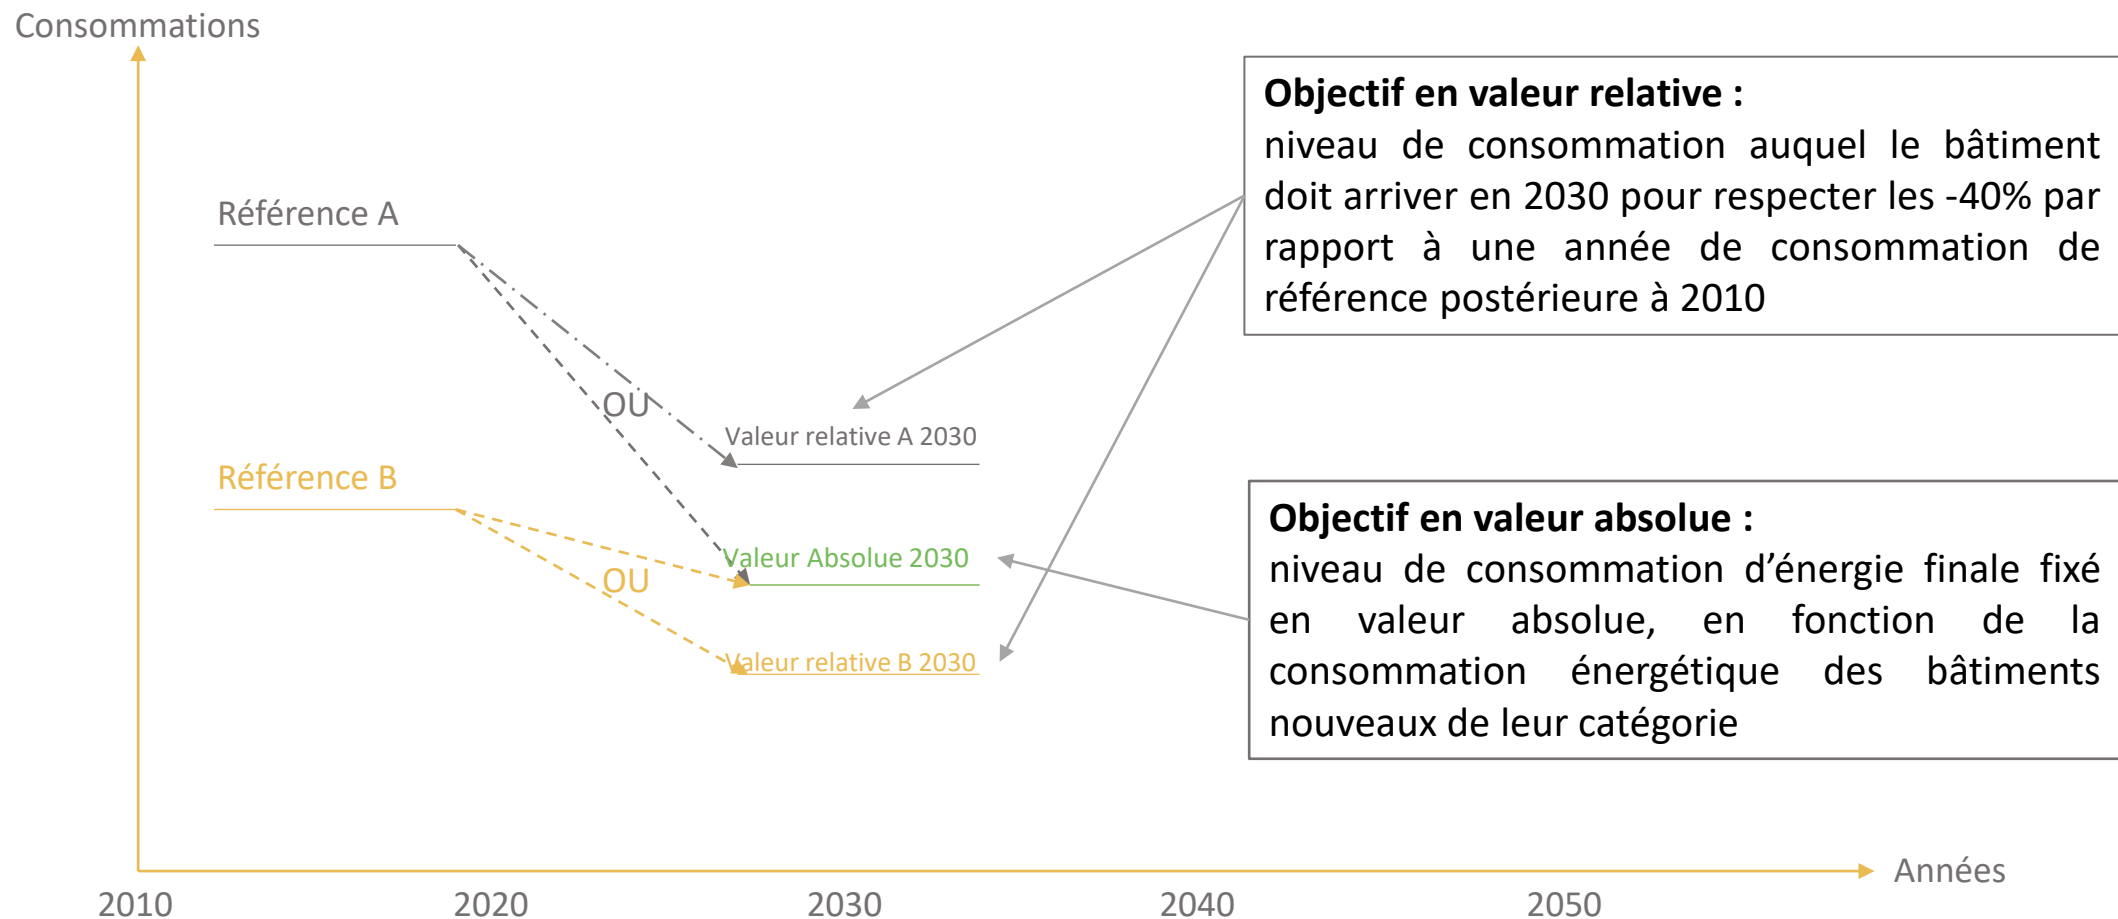 Consommations
Objectif en valeur relative :
niveau de consommation auquel le bâtiment
doit arriver en 2030 pour respecter les -40% par
rapport à une année de consommation de
référence postérieure à 2010
Référence A
OU
Valeur relative A 2030
Référence B
Objectif en valeur absolue :
niveau de consommation d’énergie finale fixé
en valeur absolue, en fonction de la
consommation énergétique des bâtiments
nouveaux de leur catégorie
Valeur Absolue 2030
OU
Valeur relative B 2030
Années
2010 2020 2030 2040 2050